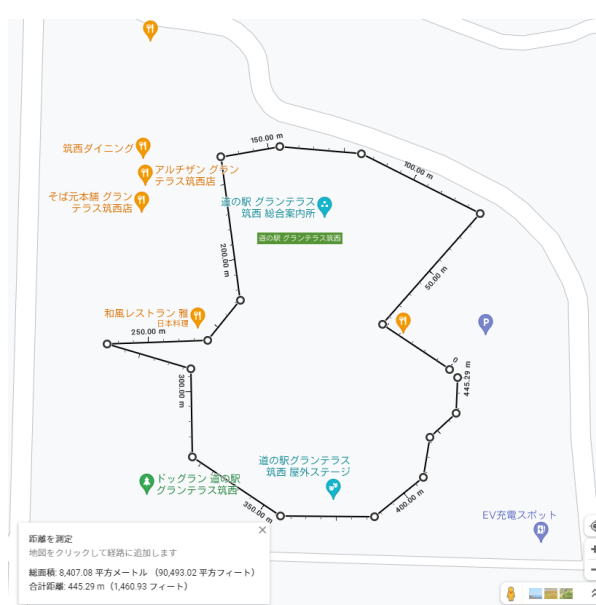 150.00 m
100.00 m
筑西ダイニング
アルチザン グラン
テラス筑西店
そば元本舗 グラン
テラス筑西店
道の駅 グランテラス
筑西 総合案内所
道の駅 グランテラス筑西
200.00 m
50.00 m
和風レストラン 雅
日本料理
250.00 m
P
0
445.29 m
300.00 m
道の駅グランテラス
筑西 屋外ステージ
ドッグラン 道の駅
グランテラス筑西
350.00 m
400.00 m
EV充電スポット
距離を測定
地図をクリックして経路に追加します
総面積: 8,407.08 平方メートル (90,493.02 平方フィート)
合計距離: 445.29 m (1,460.93 フィート)